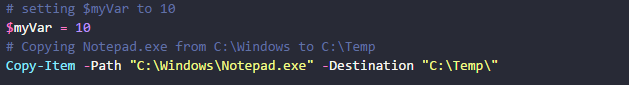 # setting $myVar to 10
$myVar = 10
# Copying Notepad.exe from C:\Windows to C:\Temp
Copy-Item -Path "C:\Windows\Notepad.exe" -Destination "C:\Temp\"